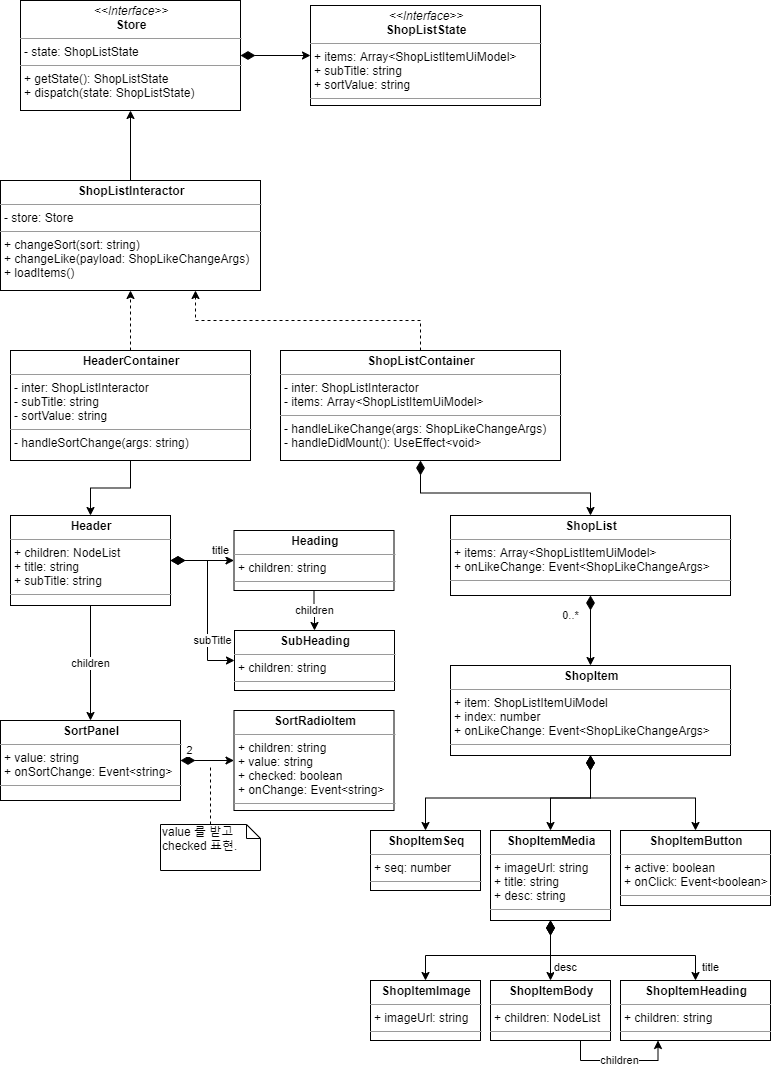 <<Interface>>
Store
- state: ShopListState
+ getState(): ShopListState
+ dispatch(state: ShopListState)
<<Interface>>
ShopListState
+ items: Array<ShopListItemUiModel>
+ subTitle: string
+ sortValue: string
ShopListInteractor
- store: Store
+ changeSort(sort: string)
+ changeLike(payload: ShopLikeChangeArgs)
+ loadItems()
HeaderContainer
- inter: ShopListInteractor
- subTitle: string
- sortValue: string
- handleSortChange(args: string)
ShopListContainer
- inter: ShopListInteractor
- items: Array<ShopListItemUiModel>
- handleLikeChange(args: ShopLikeChangeArgs)
- handleDidMount(): UseEffect<void>
Header
+ children: NodeList
+ title: string
+ subTitle: string
title
Heading
+ children: string
children
subTitle
SubHeading
+ children: string
ShopList
+ items: Array<ShopListItemUiModel>
+ onLikeChange: Event<ShopLikeChangeArgs>
0..*
ShopItem
+ item: ShopListItemUiModel
+ index: number
+ onLikeChange: Event<ShopLikeChangeArgs>
children
SortPanel
+ value: string
+ onSortChange: Event<string>
2
SortRadioItem
+ children: string
+ value: string
+ checked: boolean
+ onChange: Event<string>
value 를 받고
checked 표현.
ShopItemSeq
+ seq: number
ShopItemMedia
+ imageUrl: string
+ title: string
+ desc: string
ShopItemButton
+ active: boolean
+ onClick: Event<boolean>
desc
title
ShopItemImage
+ imageUrl: string
ShopItemBody
+ children: NodeList
ShopItemHeading
+ children: string
children